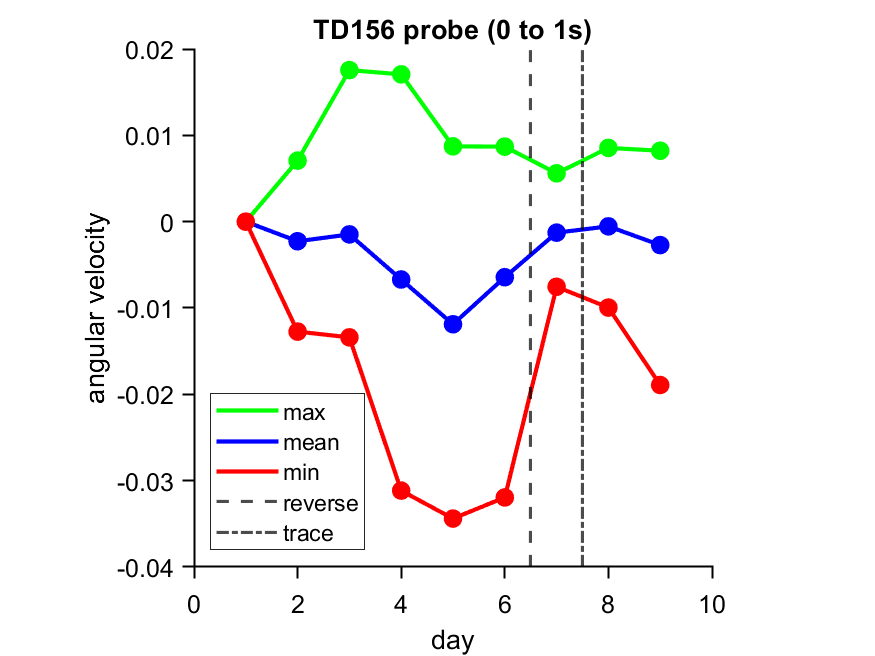 TD156 probe (0 to 1s)
0.02
0.01
0
-0.01
-0.02
-0.03
-0.04
angular velocity
max
mean
min
reverse
trace
0 2 4 6 8 10
day